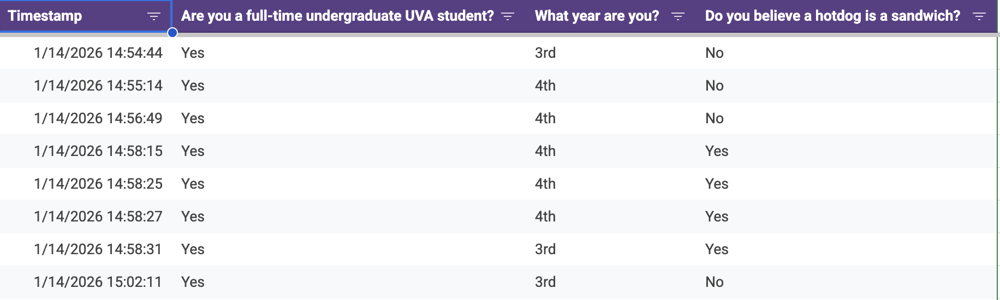 Timestamp Are you a full-time undergraduate UVA student? What year are you? Do you believe a hotdog is a sandwich?
1/14/2026 14:54:44 Yes 3rd No
1/14/2026 14:55:14 Yes 4th No
1/14/2026 14:56:49 Yes 4th No
1/14/2026 14:58:15 Yes 4th Yes
1/14/2026 14:58:25 Yes 4th Yes
1/14/2026 14:58:27 Yes 4th Yes
1/14/2026 14:58:31 Yes 3rd Yes
1/14/2026 15:02:11 Yes 3rd No